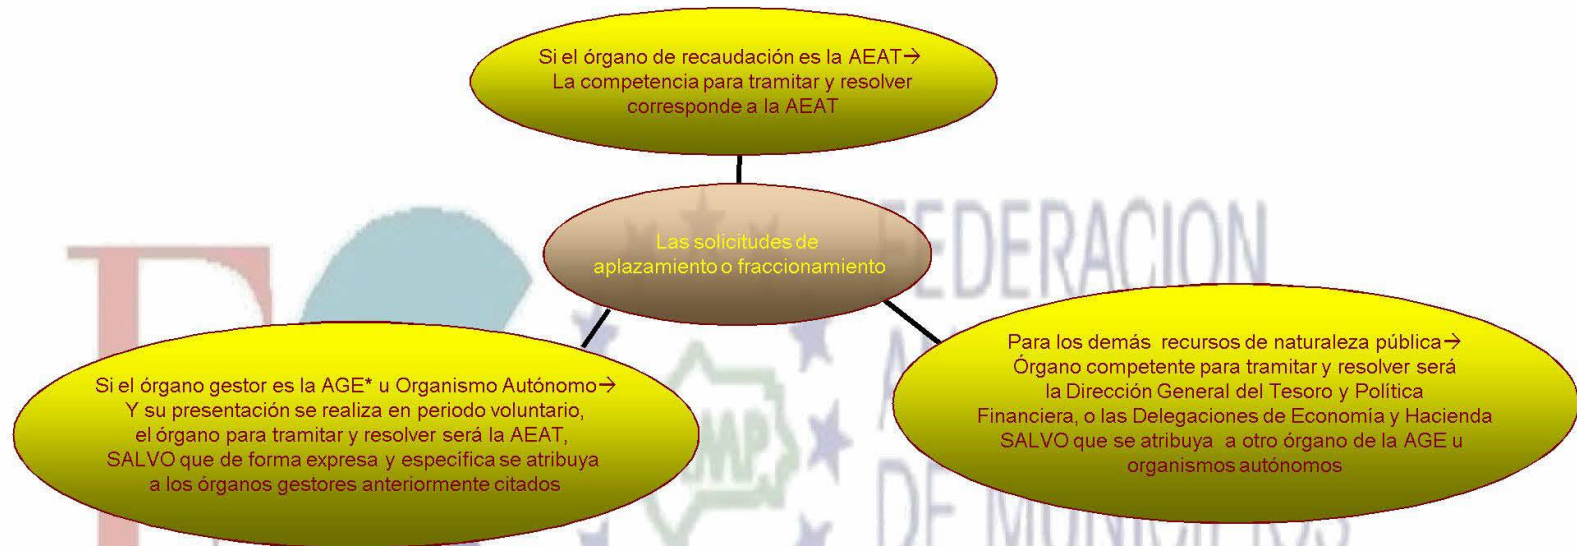 Si el órgano de recaudación es la AEAT→
La competencia para tramitar y resolver
corresponde a la AEAT
Las solicitudes de
aplazamiento o fraccionamiento
Si el órgano gestor es la AGE* u Organismo Autónomo→
Y su presentación se realiza en periodo voluntario,
el órgano para tramitar y resolver será la AEAT,
SALVO que de forma expresa y específica se atribuya
a los órganos gestores anteriormente citados
Para los demás recursos de naturaleza pública→
Órgano competente para tramitar y resolver será
la Dirección General del Tesoro y Política
Financiera, o las Delegaciones de Economía y Hacienda
SALVO que se atribuya a otro órgano de la AGE u
organismos autónomos
FEDERACION
DE MUNICIPIOS